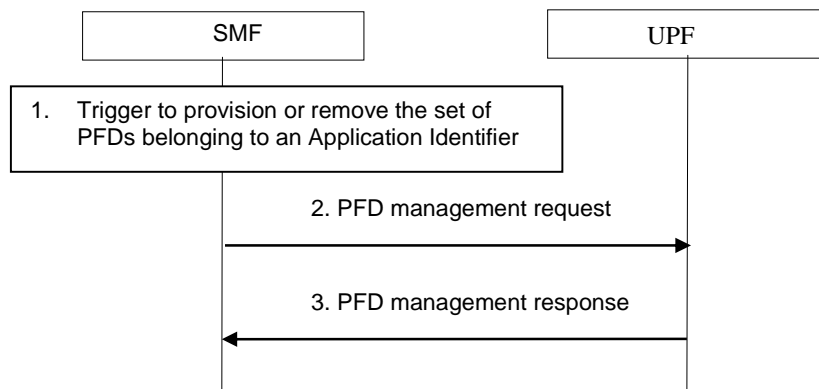 SMF
UPF
1. Trigger to provision or remove the set of
PFDs belonging to an Application Identifier
2. PFD management request
3. PFD management response